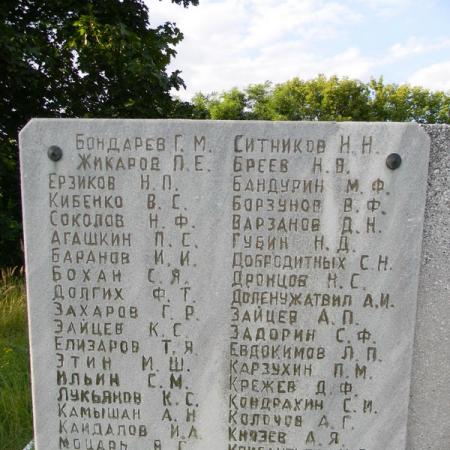 Бондарев Г. М.
Жикаров П. Е.
Ерзиков Н. П.
Кибенко В. С.
Соколов Н. Ф.
Агашкин П. С.
Баранов И. И.
Бохан С. Я.
Долгих Ф. Т.
Захаров Г. Р.
Зайцев К. С.
Елизаров Т. Я
Этин М. Ш.
Ильин С. М.
Лукьянов К. С.
Камышан А. Н
Кайдалов И. Д
Ситников Н. Н.
Бреев Н. В.
Бандурин М. Ф.
Борзунов В. Ф.
Варзанов Д. Н.
Губин Н. Д.
Добродитных С. Н.
Дронцов Н. С.
Доленужатвил А. И.
Зайцев А. П.
Задорин С. Ф.
Евдокимов Л. П.
Карзухин П. М.
Крежев Д. Ф.
Кондрахин С. И.
Колочов А. Г.
Князев А. Я